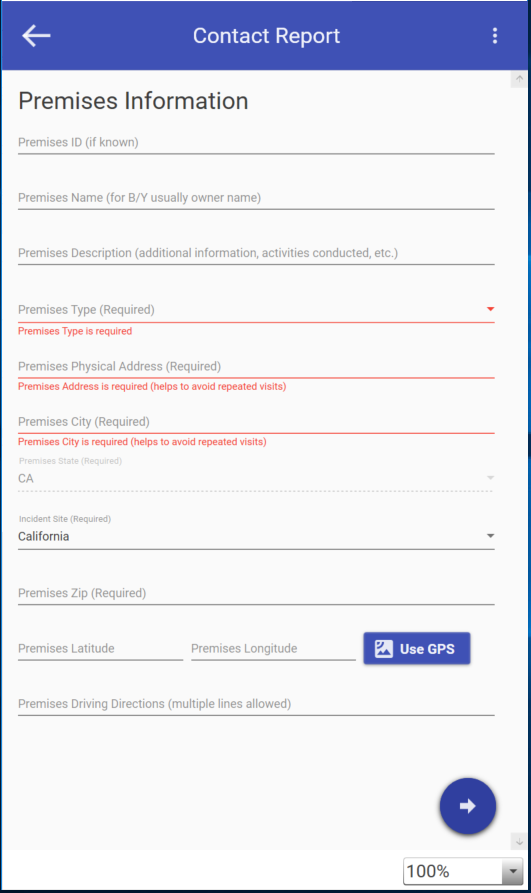 Contact Report
Premises Information
Premises ID (if known)
Premises Name (for B/Y usually owner name)
Premises Description (additional information, activities conducted, etc.)
Premises Type (Required)
Premises Type is required
Premises Physical Address (Required)
Premises Address is required (helps to avoid repeated visits)
Premises City (Required)
Premises City is required (helps to avoid repeated visits)
Premises State (Required)
CA
Incident Site (Required)
California
Premises Zip (Required)
Premises Latitude Premises Longitude Use GPS
Premises Driving Directions (multiple lines allowed)
100%